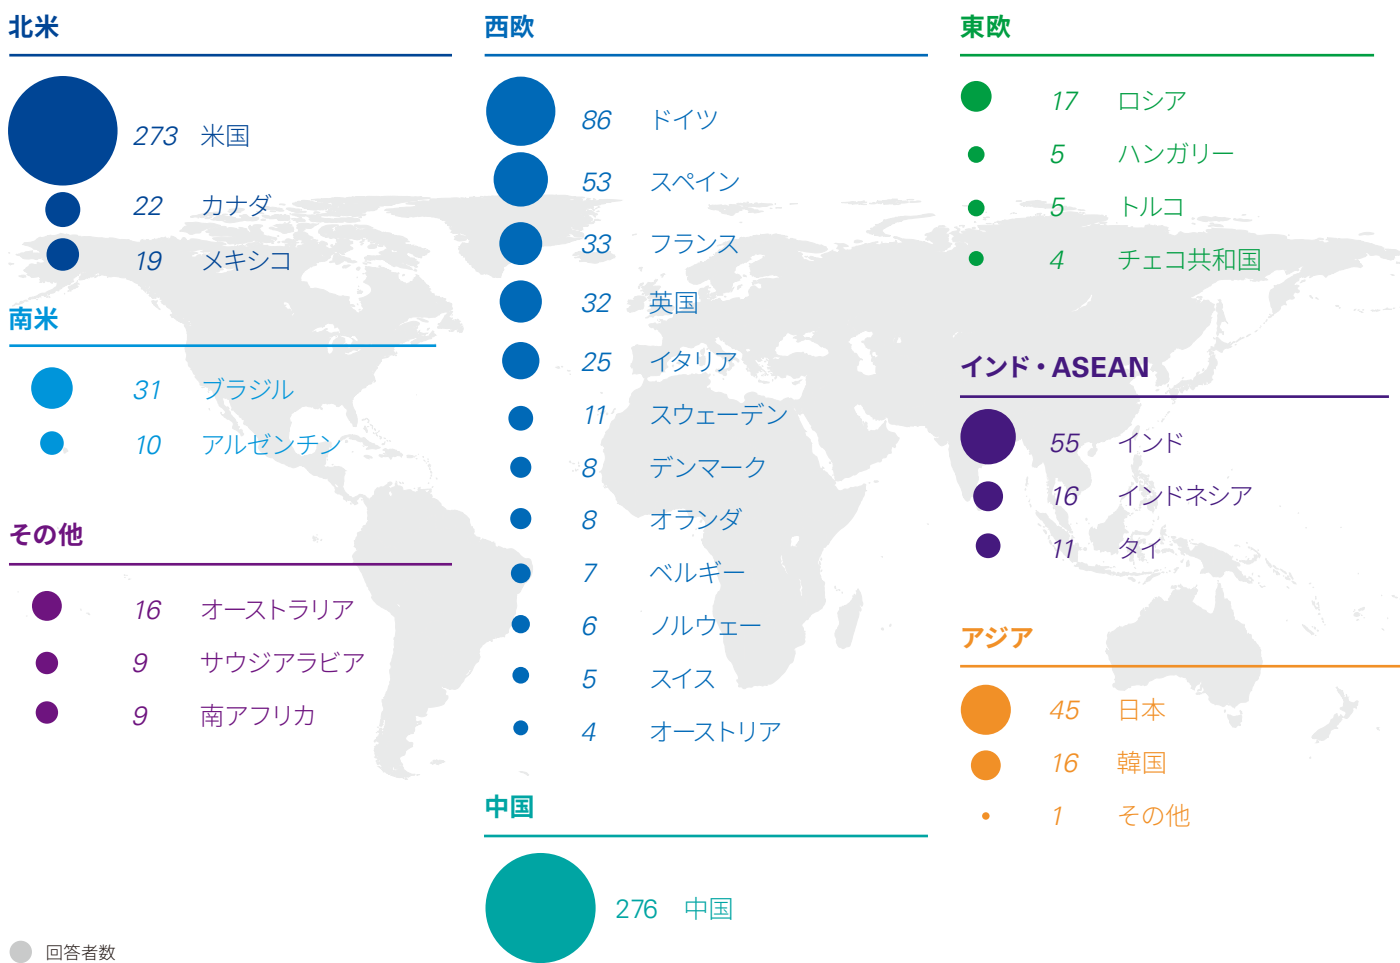 北米
273 米国
22 カナダ
19 メキシコ
南米
31 ブラジル
10 アルゼンチン
その他
16 オーストラリア
9 サウジアラビア
9 南アフリカ
西欧
86 ドイツ
53 スペイン
33 フランス
32 英国
25 イタリア
11 スウェーデン
8 デンマーク
8 オランダ
7 ベルギー
6 ノルウェー
5 スイス
4 オーストリア
中国
276 中国
東欧
17 ロシア
5 ハンガリー
5 トルコ
4 チェコ共和国
インド・ASEAN
55 インド
16 インドネシア
11 タイ
アジア
45 日本
16 韓国
1 その他
回答者数